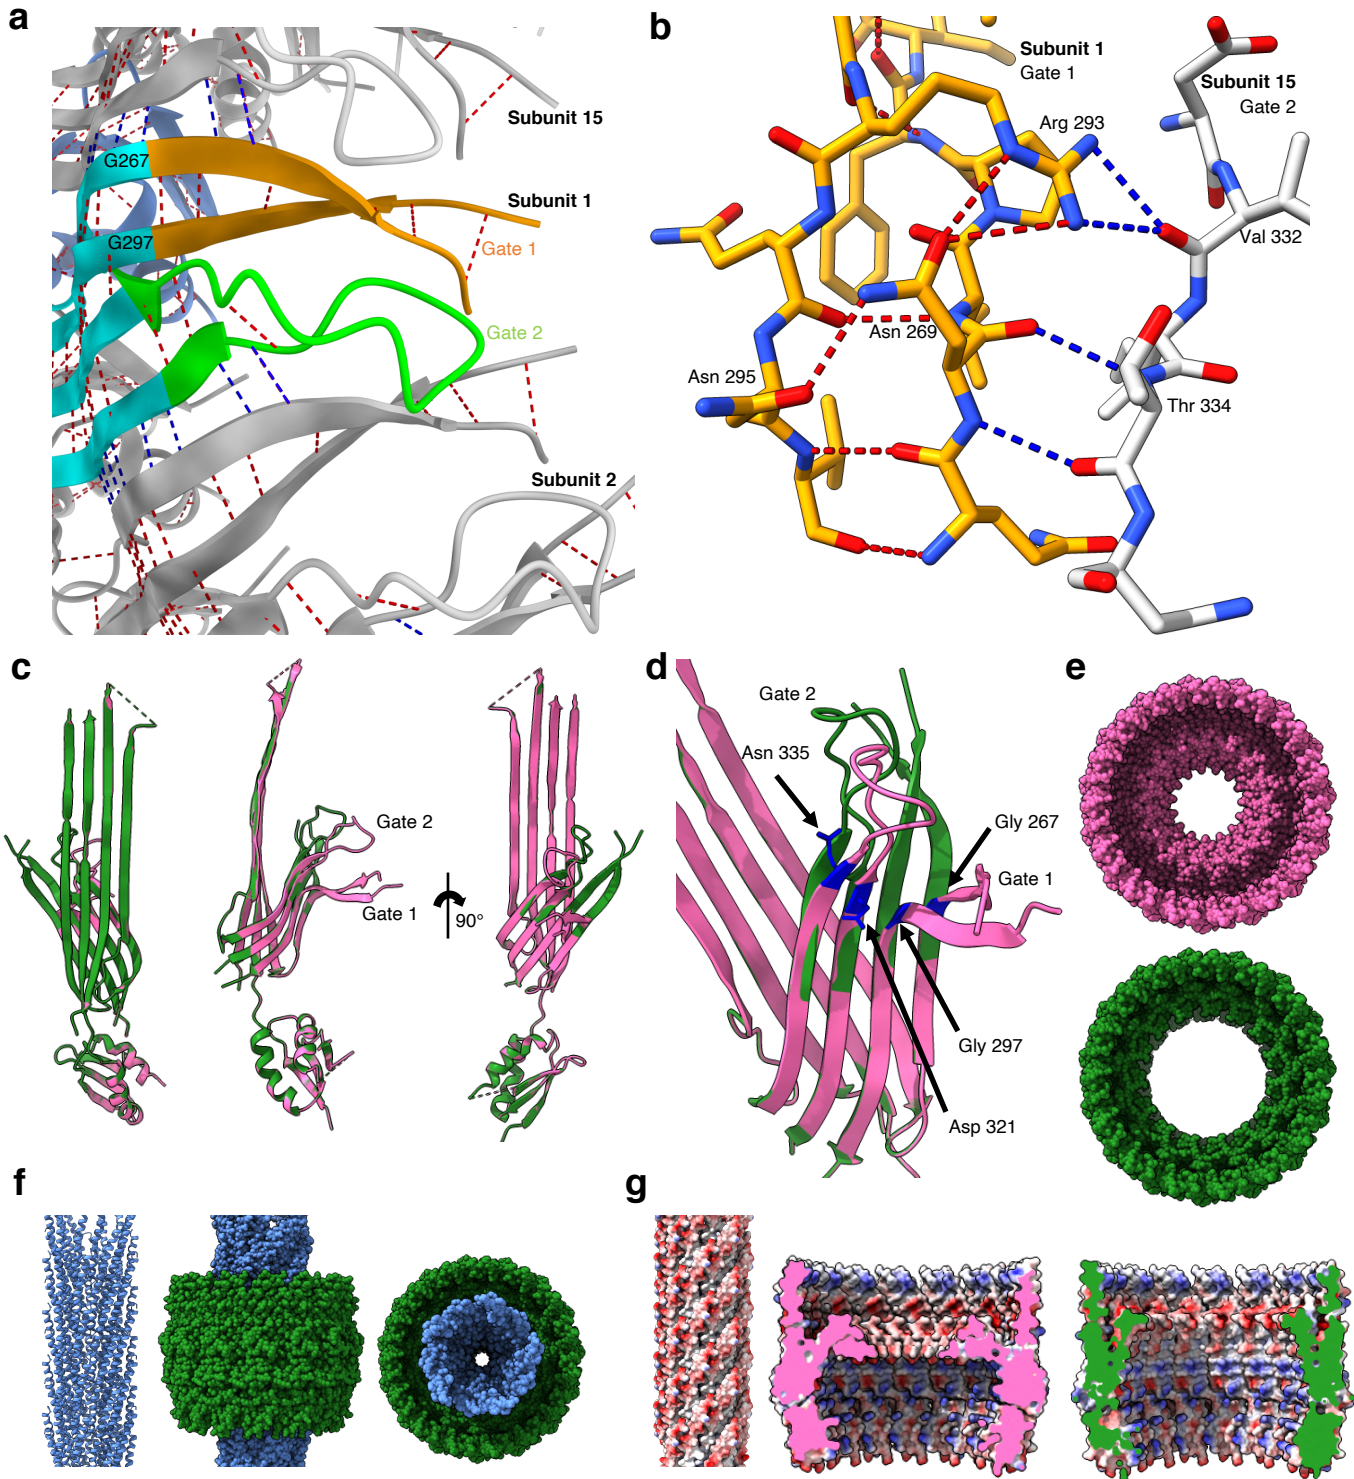 a
G267
G297
Subunit 15
Subunit 1
Gate 1
Gate 2
Subunit 2
b
Subunit 1
Gate 1
Subunit 15
Gate 2
Arg 293
Val 332
Asn 269
Asn 295
Thr 334
c
Gate 2
Gate 1
90°
d
Gate 2
Asn 335
Gly 267
Gate 1
Gly 297
Asp 321
e
f
g